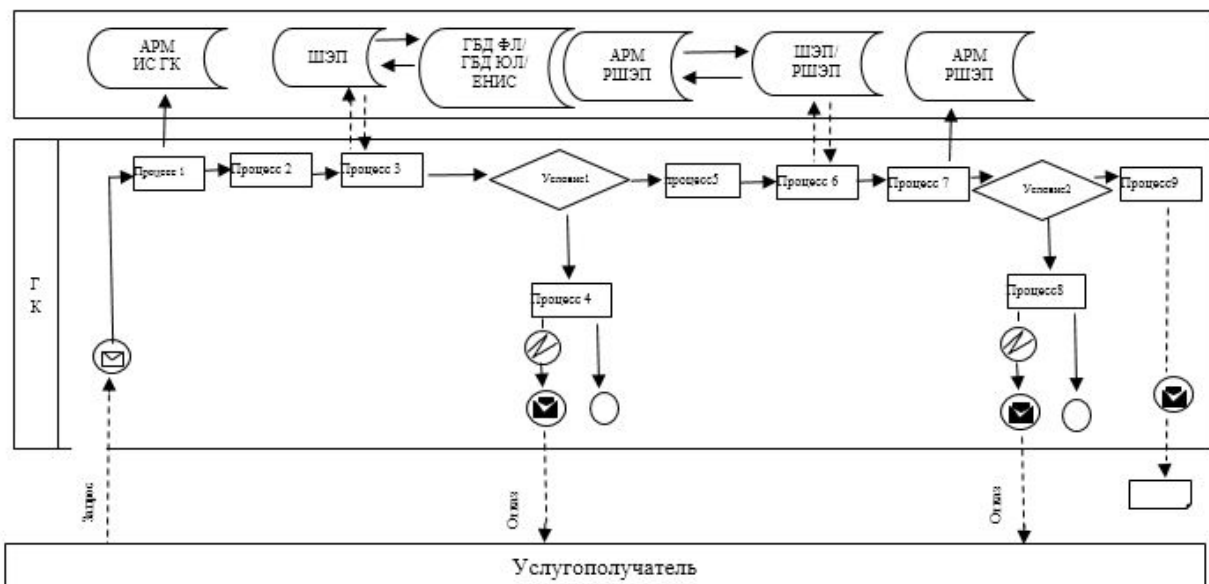 АРМ
ИС ГК
ШЭП
ГБД ФЛ/
ГБД ЮЛ/
ЕНИС
АРМ
РШЭП
ШЭП/
РШЭП
АРМ
РШЭП
Процесс 1
Процесс 2
Процесс 3
Условие1
процесс5
Процесс 6
Процесс 7
Условие2
Процесс9
Г
К
Процесс 4
Процесс8
Запрос
Отказ
Отказ
Услугополучатель